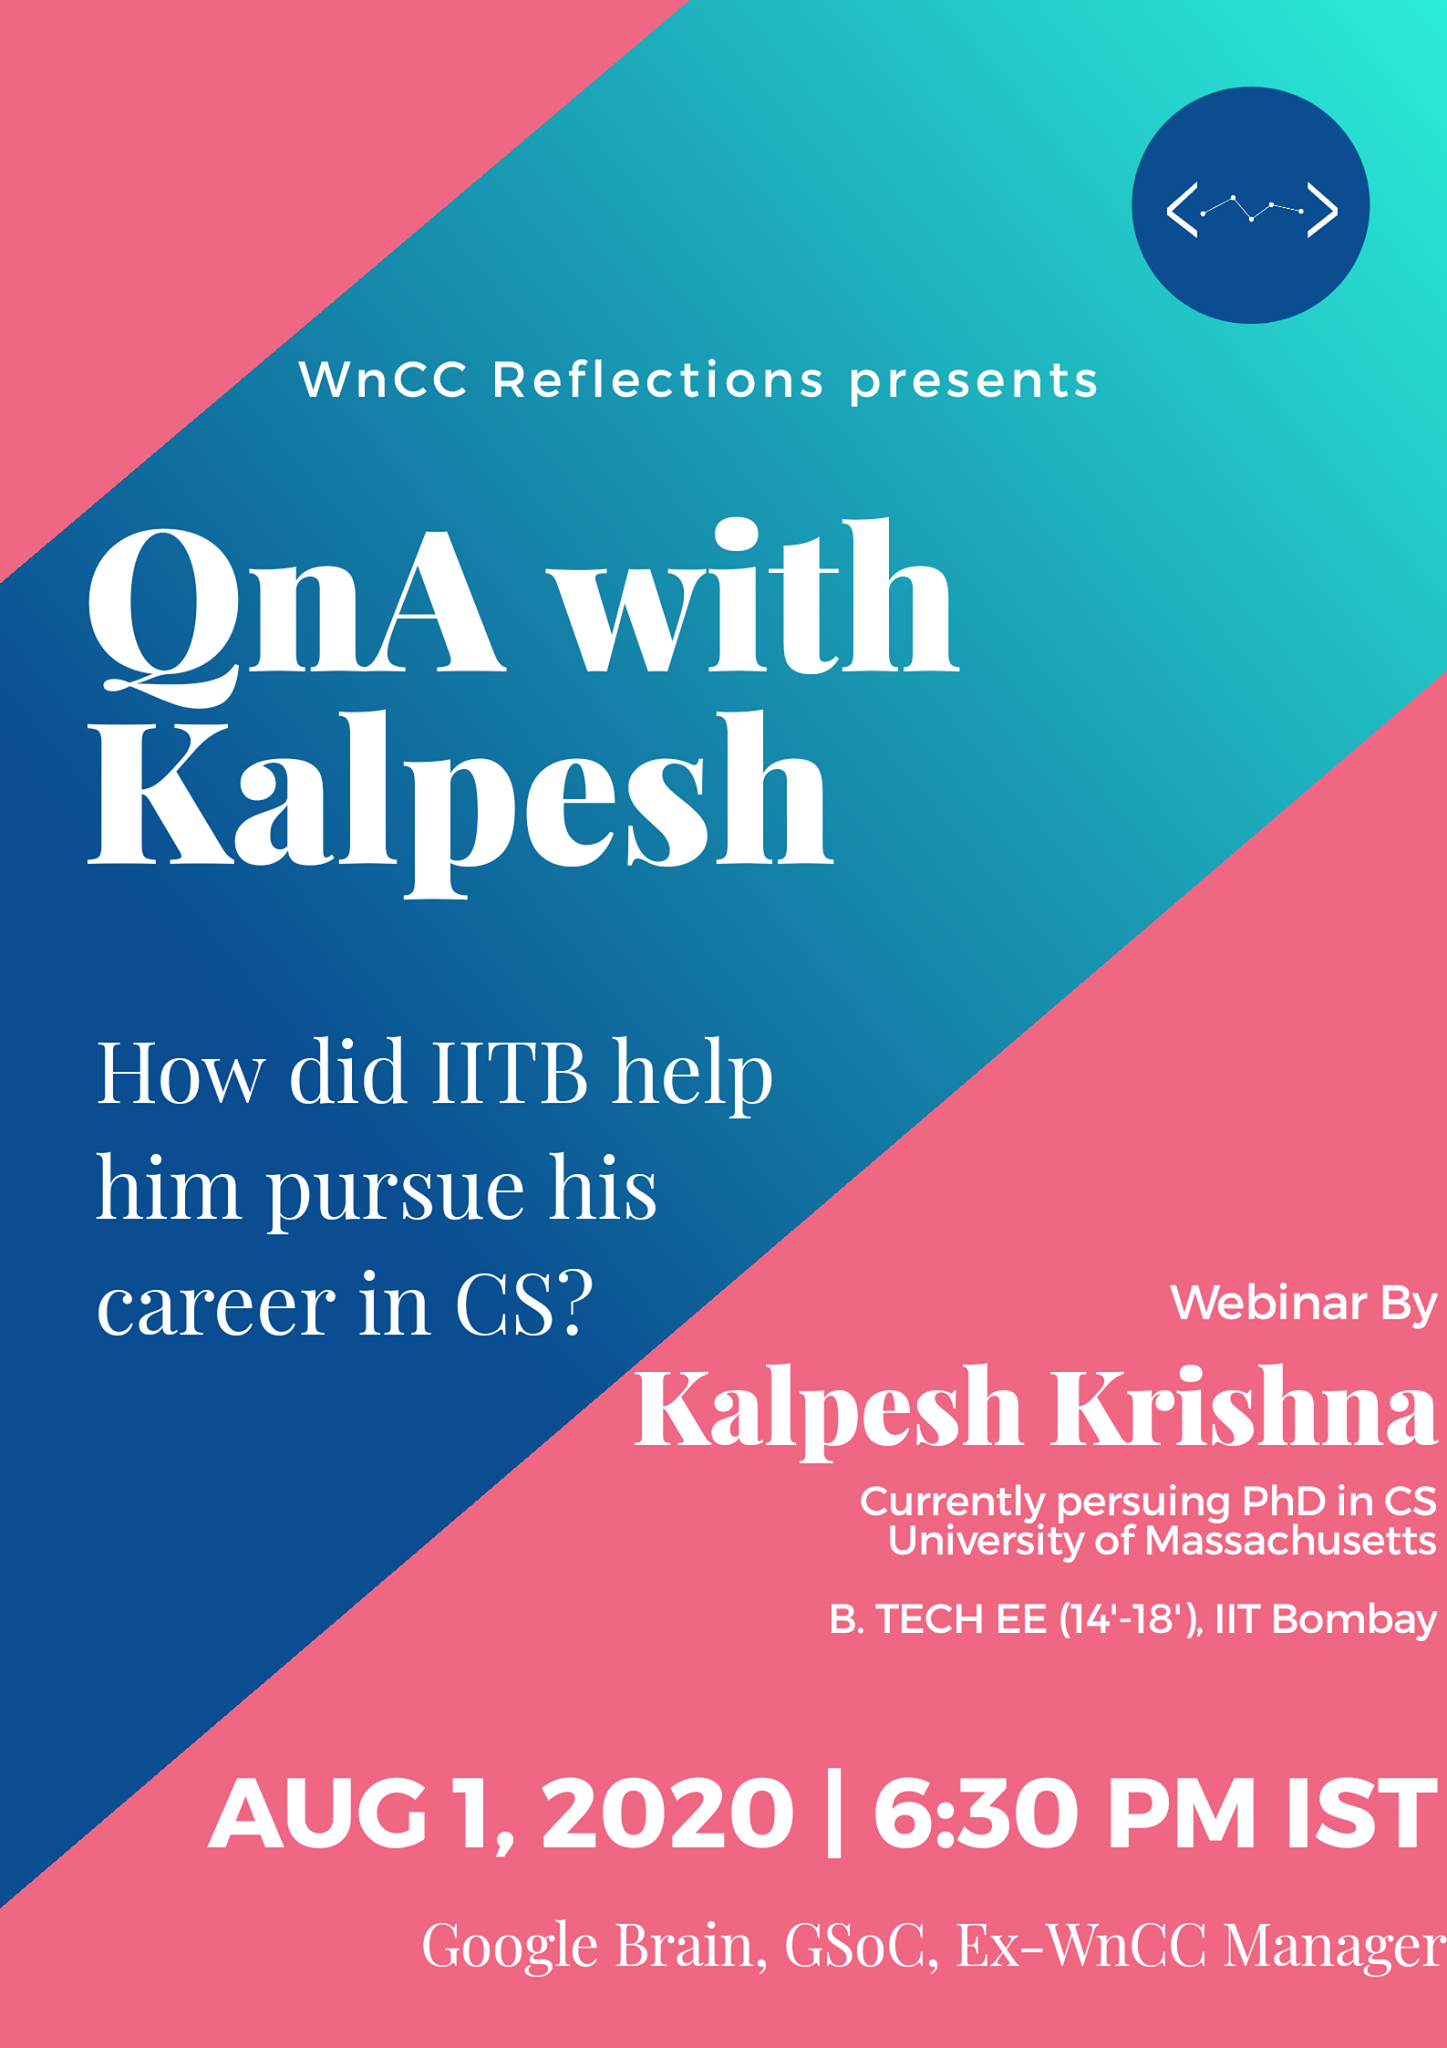 WnCC Reflections presents
QnA with
Kalpesh
How did IITB help
him pursue his
career in CS?
Webinar By
Kalpesh Krishna
Currently persuing PhD in CS
University of Massachusetts
B. TECH EE (14'-18'), IIT Bombay
AUG 1, 2020 | 6:30 PM IST
Google Brain, GSoC, Ex-WnCC Manager